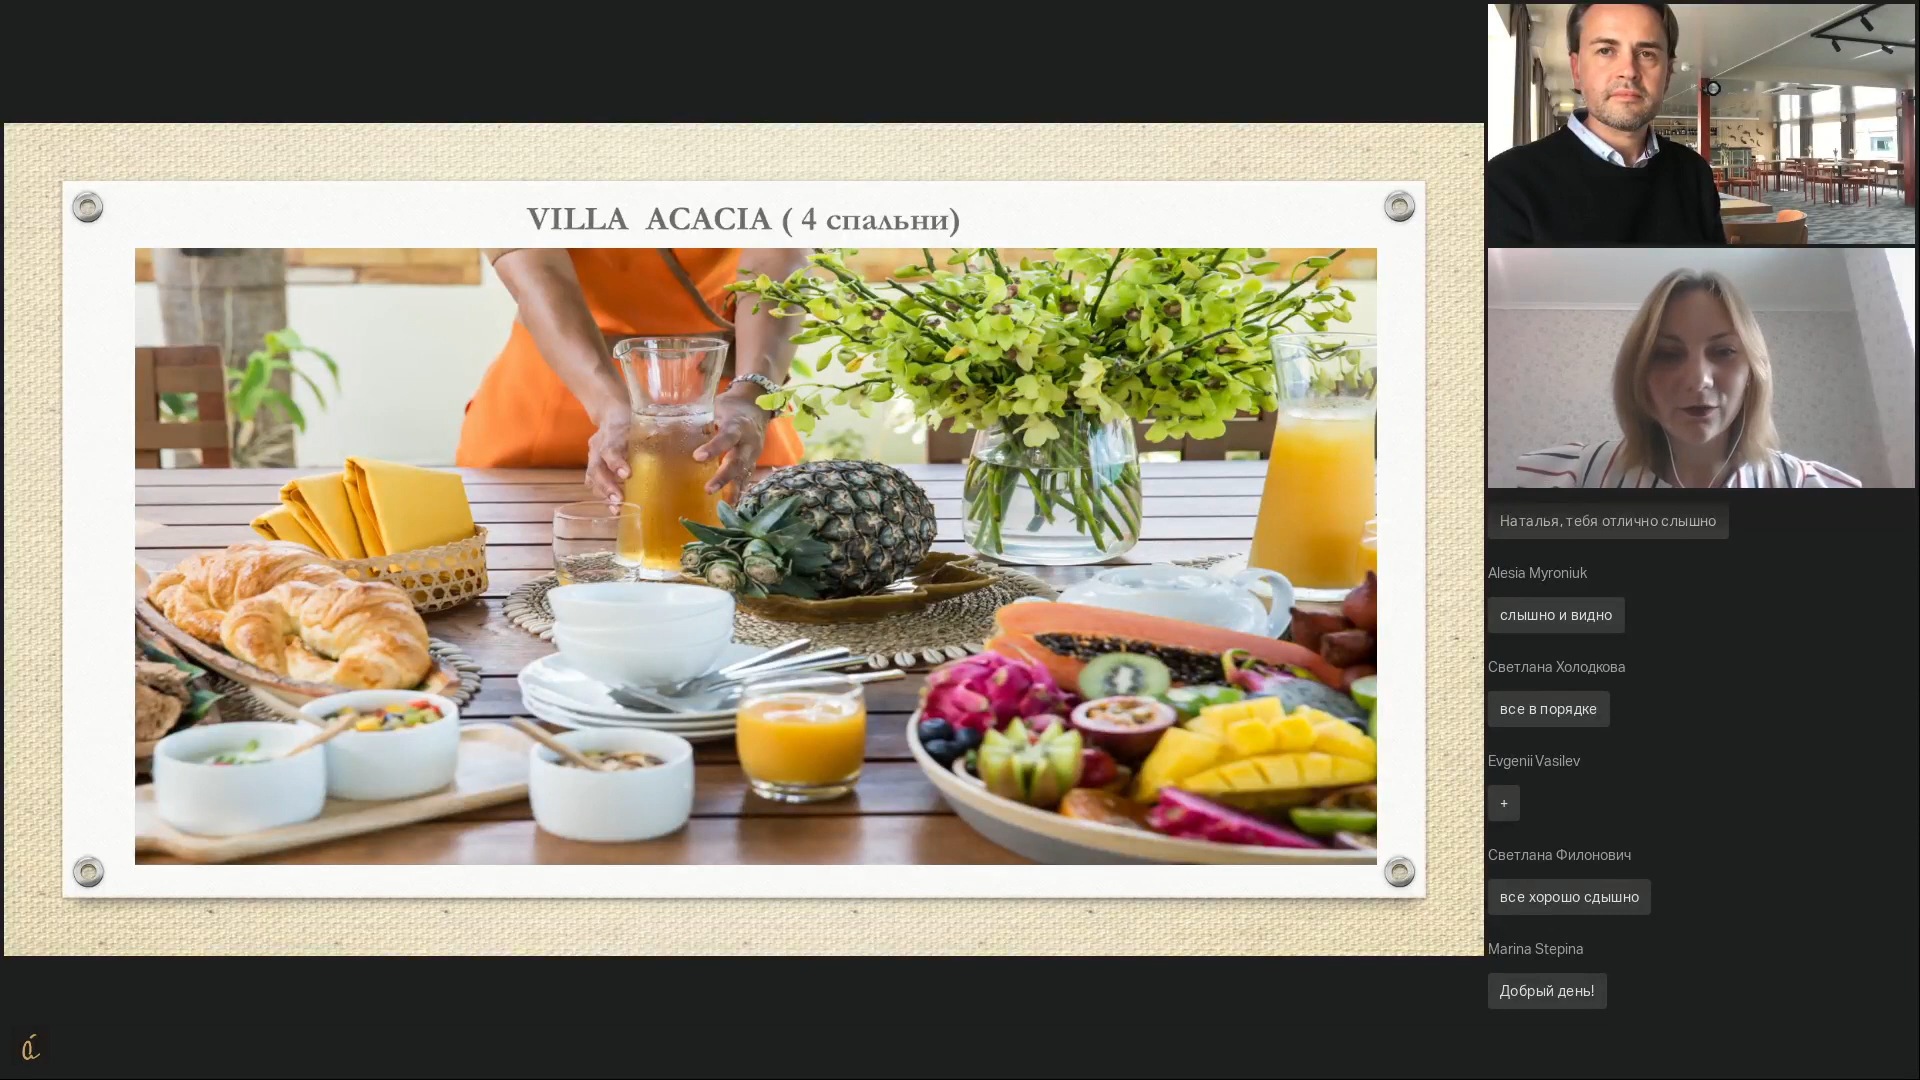 VILLA ACACIA ( 4 спальни)
Наталья, тебя отлично слышно
Alesia Myroniuk
слышно и видно
Светлана Холодкова
все в порядке
Evgenii Vasilev
+
Светлана Филонович
все хорошо сдышно
Marina Stepina
Добрый день!
á